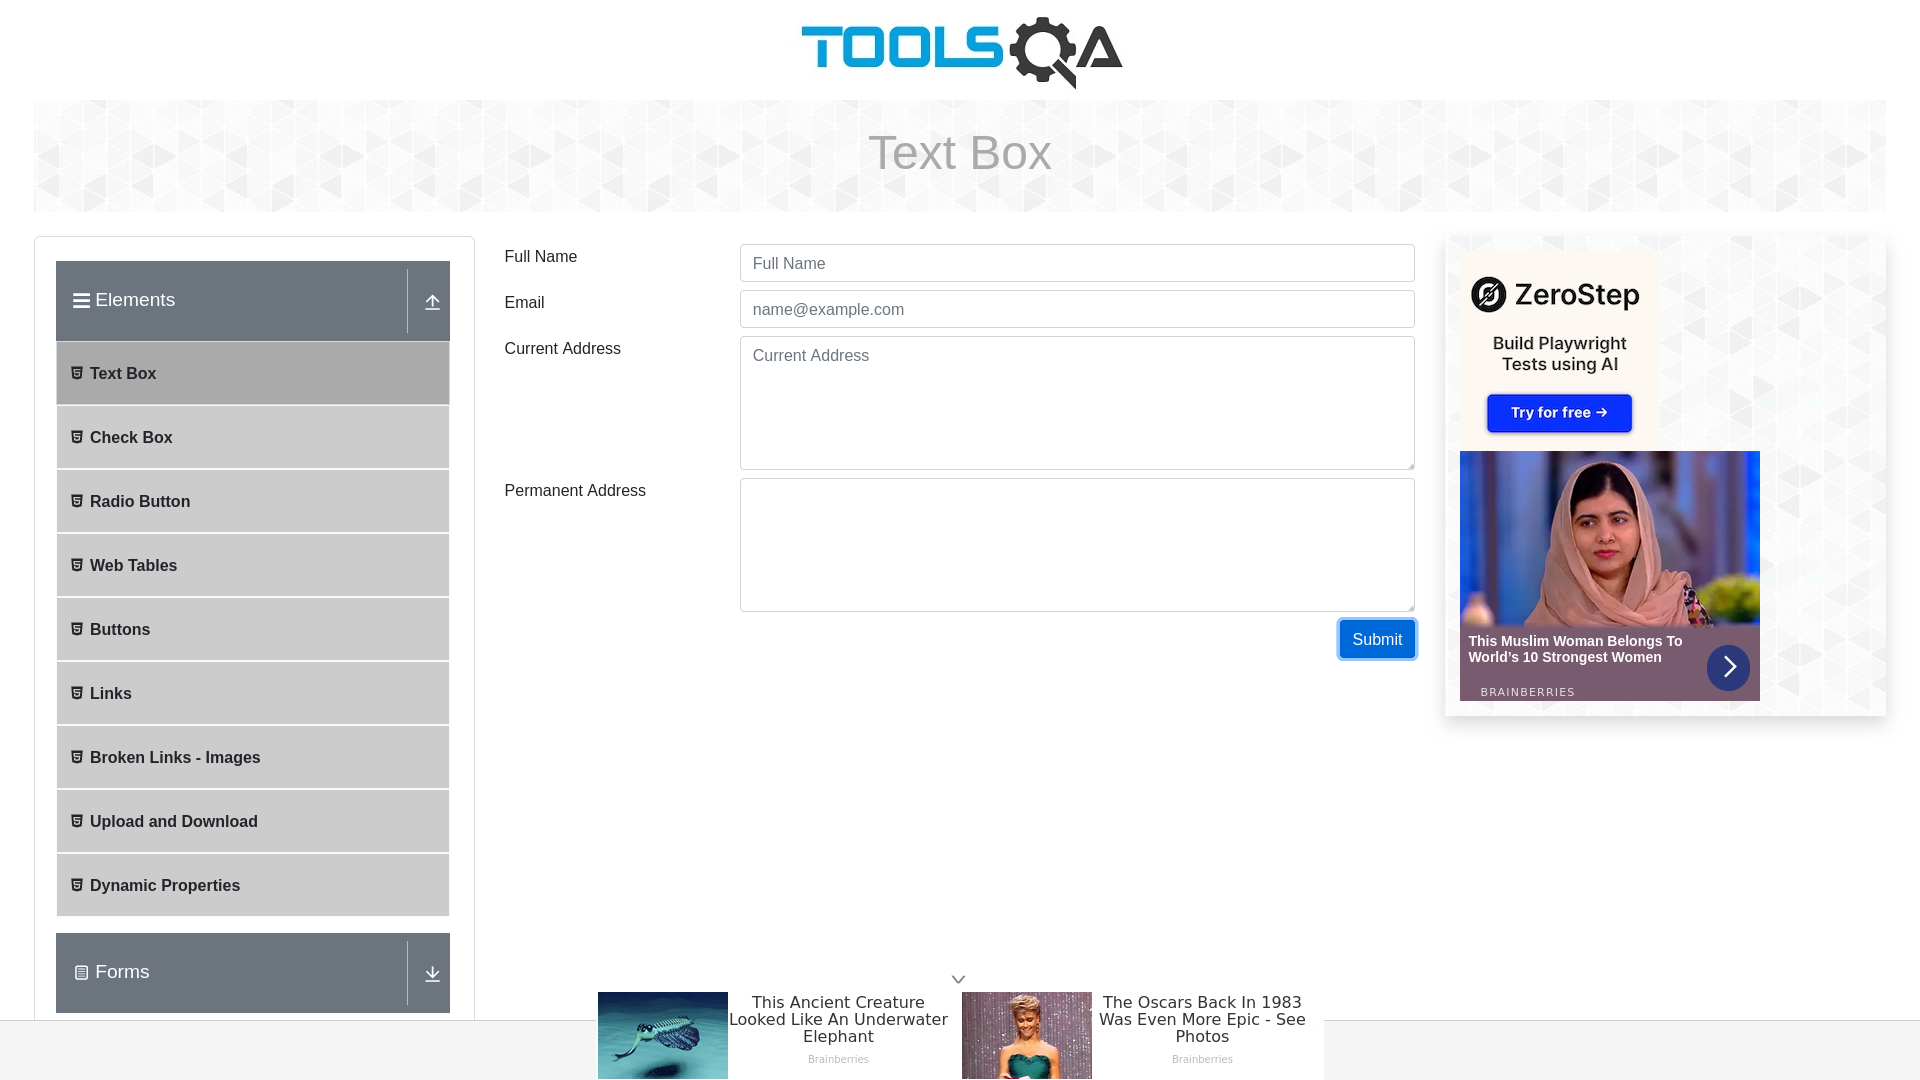 TOOLSQA
Text Box
Elements
Text Box
Check Box
Radio Button
Web Tables
Buttons
Links
Broken Links - Images
Upload and Download
Dynamic Properties
Forms
Full Name
Full Name
Email
name@example.com
Current Address
Current Address
Permanent Address
Submit
ZeroStep
Build Playwright
Tests using AI
Try for free →
This Muslim Woman Belongs To
World’s 10 Strongest Women
BRAINBERRIES
This Ancient Creature
Looked Like An Underwater
Elephant
Brainberries
The Oscars Back In 1983
Was Even More Epic - See
Photos
Brainberries